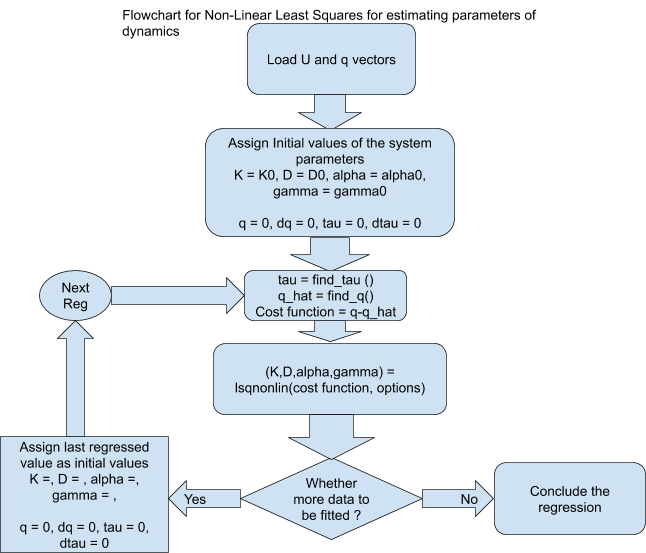 Flowchart for Non-Linear Least Squares for estimating parameters of
dynamics
Load U and q vectors
Assign Initial values of the system
parameters
K = K0, D = D0, alpha = alpha0,
gamma = gamma0
q = 0, dq = 0, tau = 0, dtau = 0
Next
Reg
tau = find_tau ()
q_hat = find_q()
Cost function = q-q_hat
(K,D,alpha,gamma) =
lsqnonlin(cost function, options)
Assign last regressed
value as initial values
K =, D = , alpha =,
gamma = ,
q = 0, dq = 0, tau = 0,
dtau = 0
Yes
Whether
more data to
be fitted ?
No
Conclude the
regression